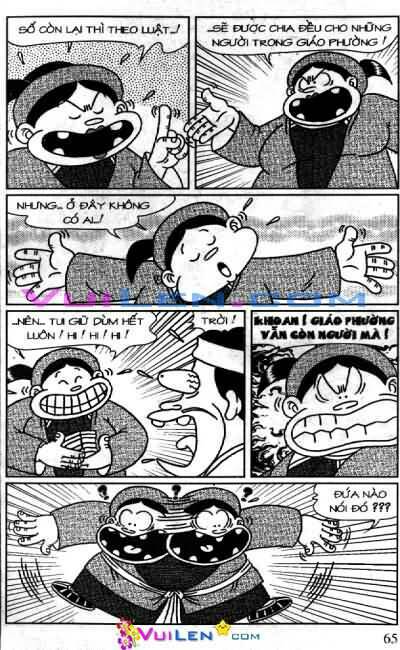 SỐ CÒN LẠI THÌ THEO LUẬT...!
...SẼ ĐƯỢC CHIA ĐỀU CHO NHỮNG
NGƯỜI TRONG GIÁO PHƯỜNG!
NHƯNG... Ở ĐÂY KHÔNG
CÓ AI...!
VUILEN.COM
...NÊN... TUI GIỮ DÙM HẾT
LUÔN! HI! HI! HI!
TRỜI!
KHOAN! GIÁO PHƯỜNG
VẪN CÒN NGƯỜI MÀ!
? ? ?
ĐỨA NÀO
NÓI ĐÓ ???
VUILEN.COM
65